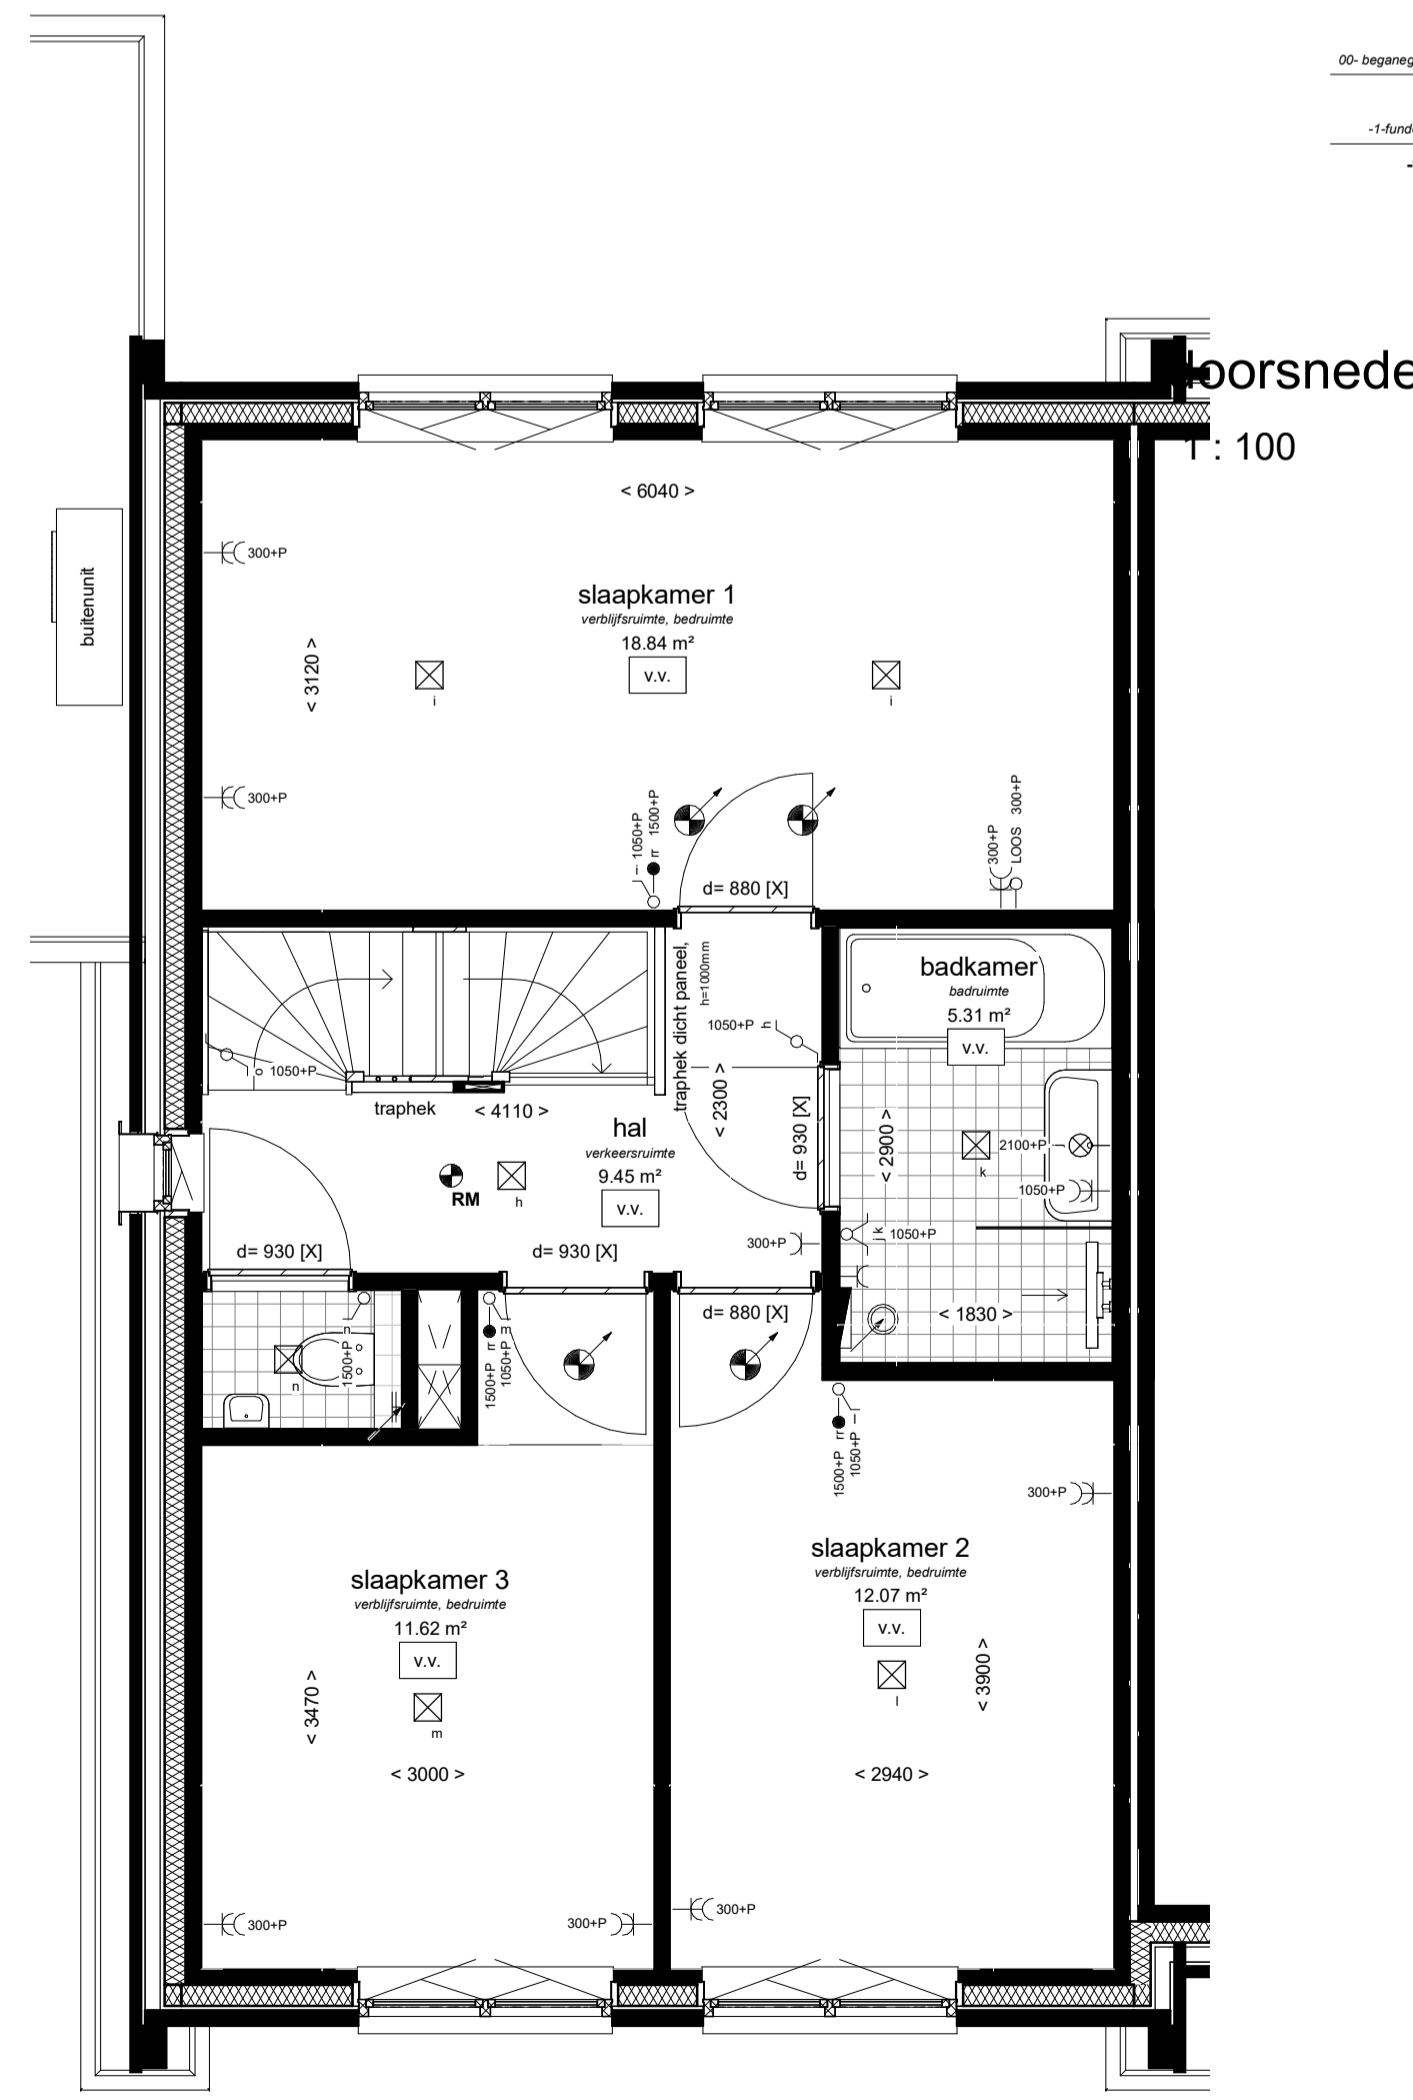 00- beganeg
-1-fund
doorsnede
1 : 100
< 6040 >
300+P
buitenunit
slaapkamer 1
verblijfsruimte, bedruimte
18.84 m²
v.v.
< 3120 >
i
i
300+P
1050+P
rr 1500+P
300+P
LOOS 300+P
d= 880 [X]
traphek dicht paneel,
h=1000mm
badkamer
badruimte
5.31 m²
v.v.
1050+P h
1050+P
traphek
< 4110 >
< 2300 >
hal
verkeersruimte
9.45 m²
v.v.
RM
h
d= 930 [X]
< 2900 >
2100+P j
k
1050+P
j k 1050+P
300+P
d= 930 [X]
d= 930 [X]
d= 880 [X]
< 1830 >
n
1500+P n
1500+P rr
1050+P m
1500+P rr
1050+P l
300+P
slaapkamer 2
verblijfsruimte, bedruimte
12.07 m²
v.v.
l
slaapkamer 3
verblijfsruimte, bedruimte
11.62 m²
v.v.
m
< 3900 >
< 3470 >
< 3000 >
< 2940 >
300+P
300+P
300+P